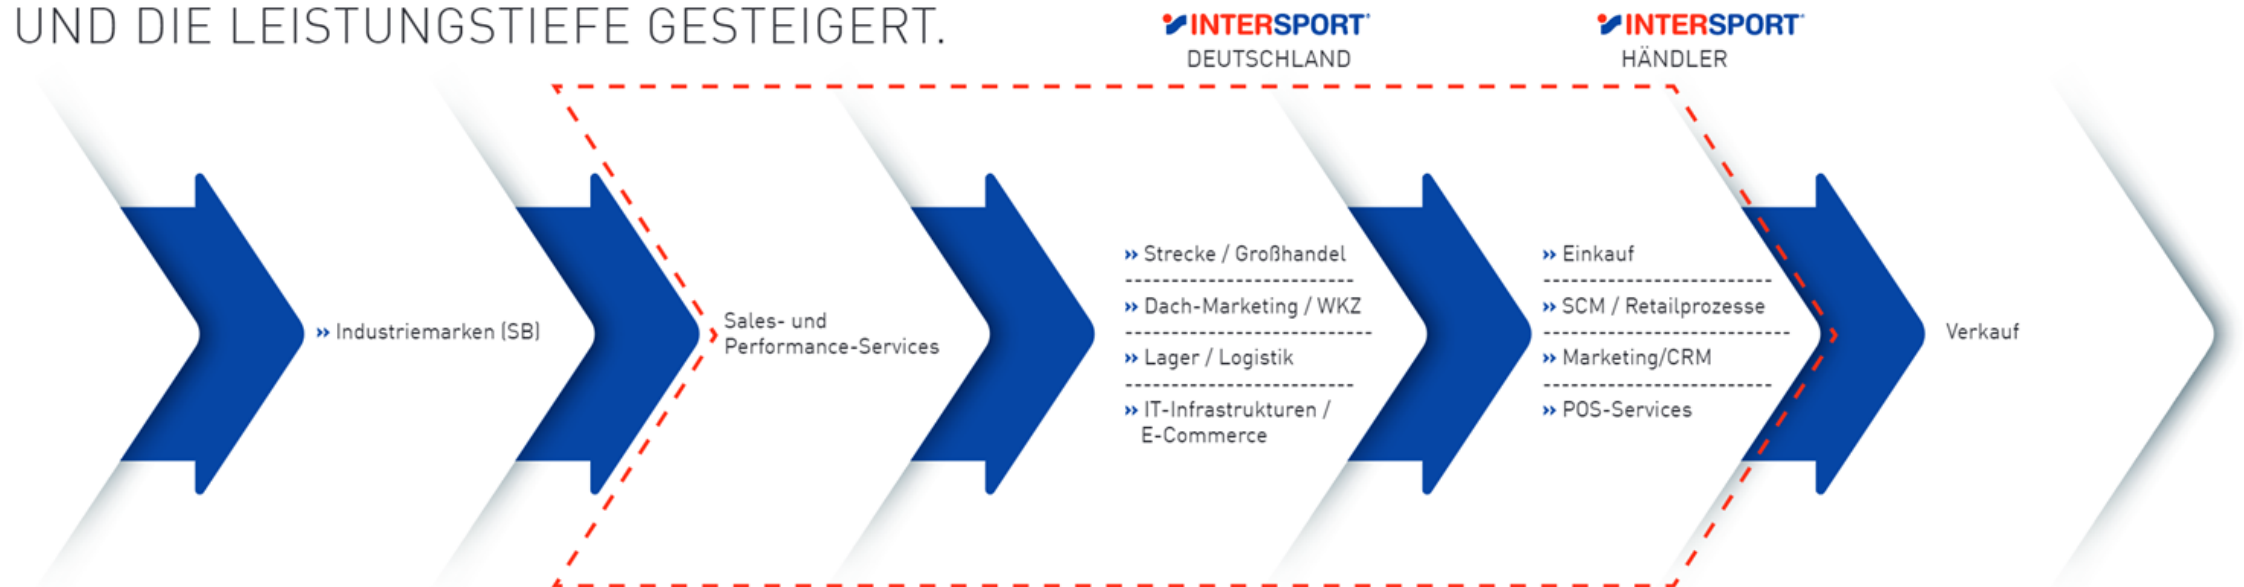 UND DIE LEISTUNGSTIEFE GESTEIGERT.
INTERSPORT
DEUTSCHLAND
INTERSPORT
HÄNDLER
» Industriemarken (SB)
Sales- und
Performance-Services
» Strecke / Großhandel
» Dach-Marketing / WKZ
» Lager / Logistik
» IT-Infrastrukturen /
E-Commerce
» Einkauf
» SCM / Retailprozesse
» Marketing/CRM
» POS-Services
Verkauf